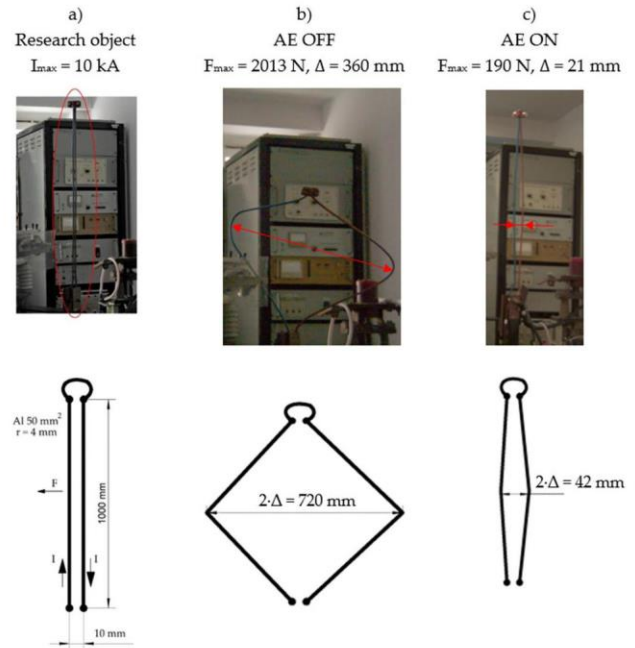 a)
Research object
Imax = 10 kA
b)
AE OFF
Fmax = 2013 N, Δ = 360 mm
c)
AE ON
Fmax = 190 N, Δ = 21 mm
Al 50 mm²
r = 4 mm
F
1000 mm
I
I
10 mm
2·Δ = 720 mm
2·Δ = 42 mm